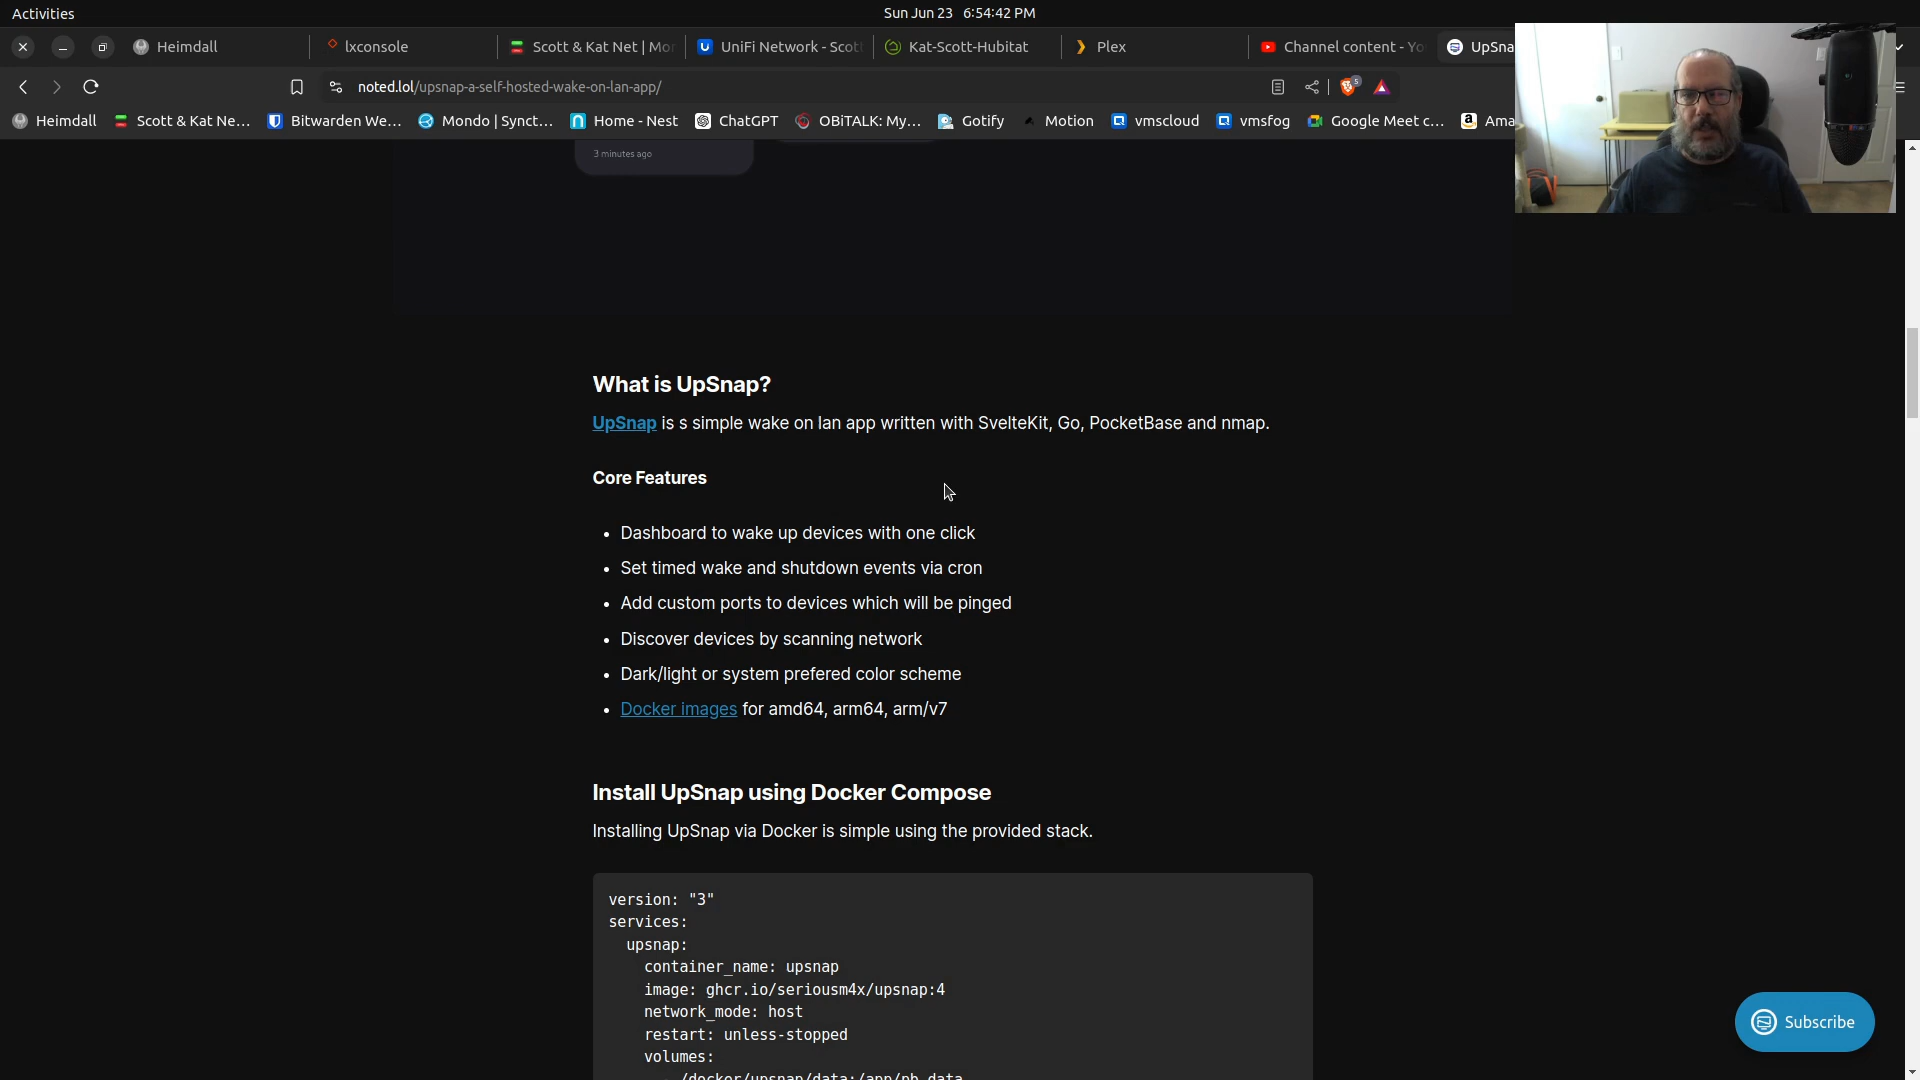 Activities
Sun Jun 23 6:54:42 PM
Heimdall
lxconsole
Scott & Kat Net | Mor
UniFi Network - Scott
Kat-Scott-Hubitat
Plex
Channel content - Yo
UpSna
noted.lol/upsnap-a-self-hosted-wake-on-lan-app/
5
Heimdall
Scott & Kat Ne...
Bitwarden We...
Mondo | Synct...
Home - Nest
ChatGPT
OBiTALK: My...
Gotify
Motion
vmscloud
vmsfog
Google Meet c...
Ama
3 minutes ago
What is UpSnap?
UpSnap is s simple wake on lan app written with SvelteKit, Go, PocketBase and nmap.
Core Features
• Dashboard to wake up devices with one click
• Set timed wake and shutdown events via cron
• Add custom ports to devices which will be pinged
• Discover devices by scanning network
• Dark/light or system prefered color scheme
• Docker images for amd64, arm64, arm/v7
Install UpSnap using Docker Compose
Installing UpSnap via Docker is simple using the provided stack.
version: "3"
services:
upsnap:
container_name: upsnap
image: ghcr.io/seriousm4x/upsnap:4
network_mode: host
restart: unless-stopped
volumes:
- /docker/upsnap/data:/app/pb_data
Subscribe